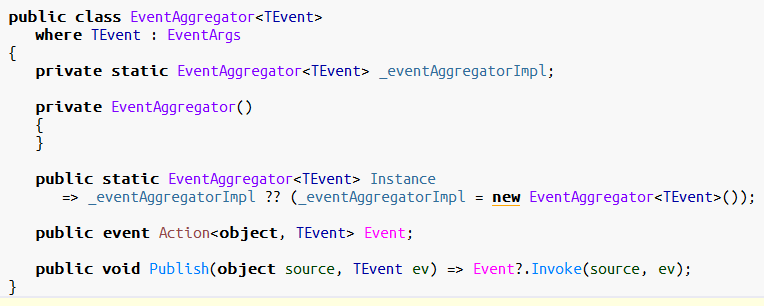 public class EventAggregator<TEvent>
where TEvent : EventArgs
{
private static EventAggregator<TEvent> _eventAggregatorImpl;
private EventAggregator()
{
}
public static EventAggregator<TEvent> Instance
=> _eventAggregatorImpl ?? (_eventAggregatorImpl = new EventAggregator<TEvent>());
public event Action<object, TEvent> Event;
public void Publish(object source, TEvent ev) => Event?.Invoke(source, ev);
}